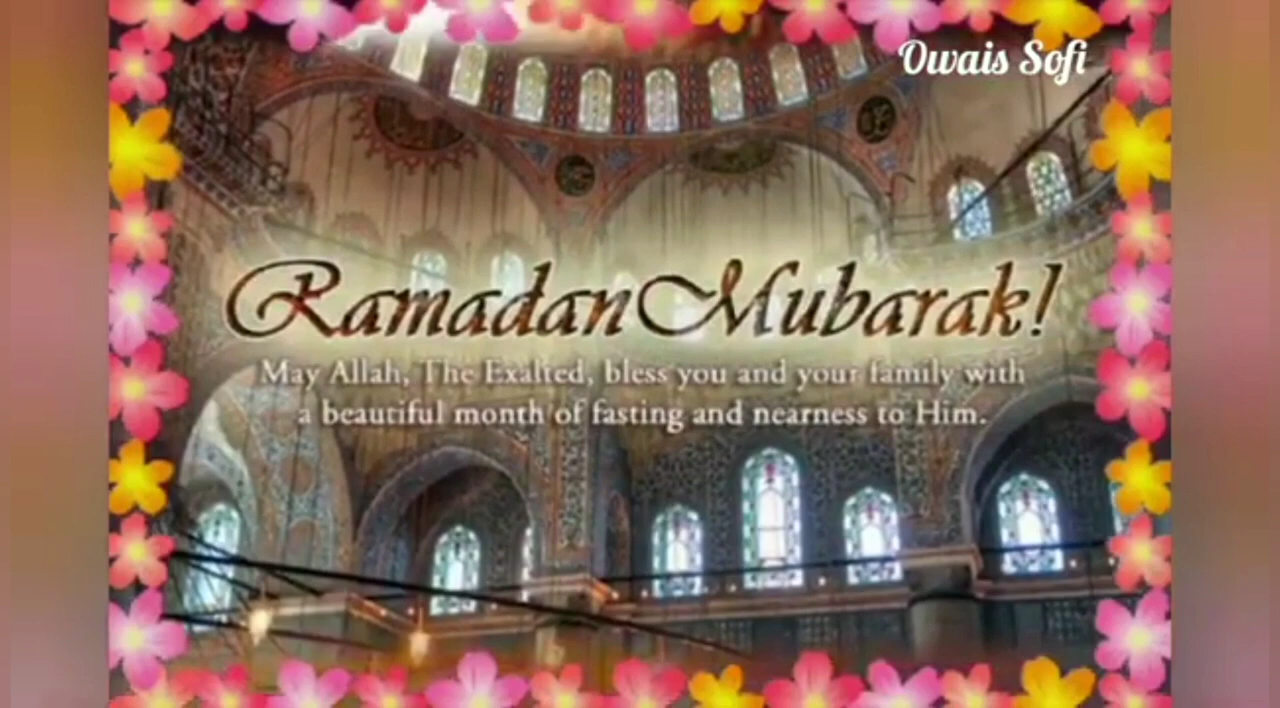 Owais Sofi
Ramadan Mubarak!
May Allah, The Exalted, bless you and your family with
a beautiful month of fasting and nearness to Him.